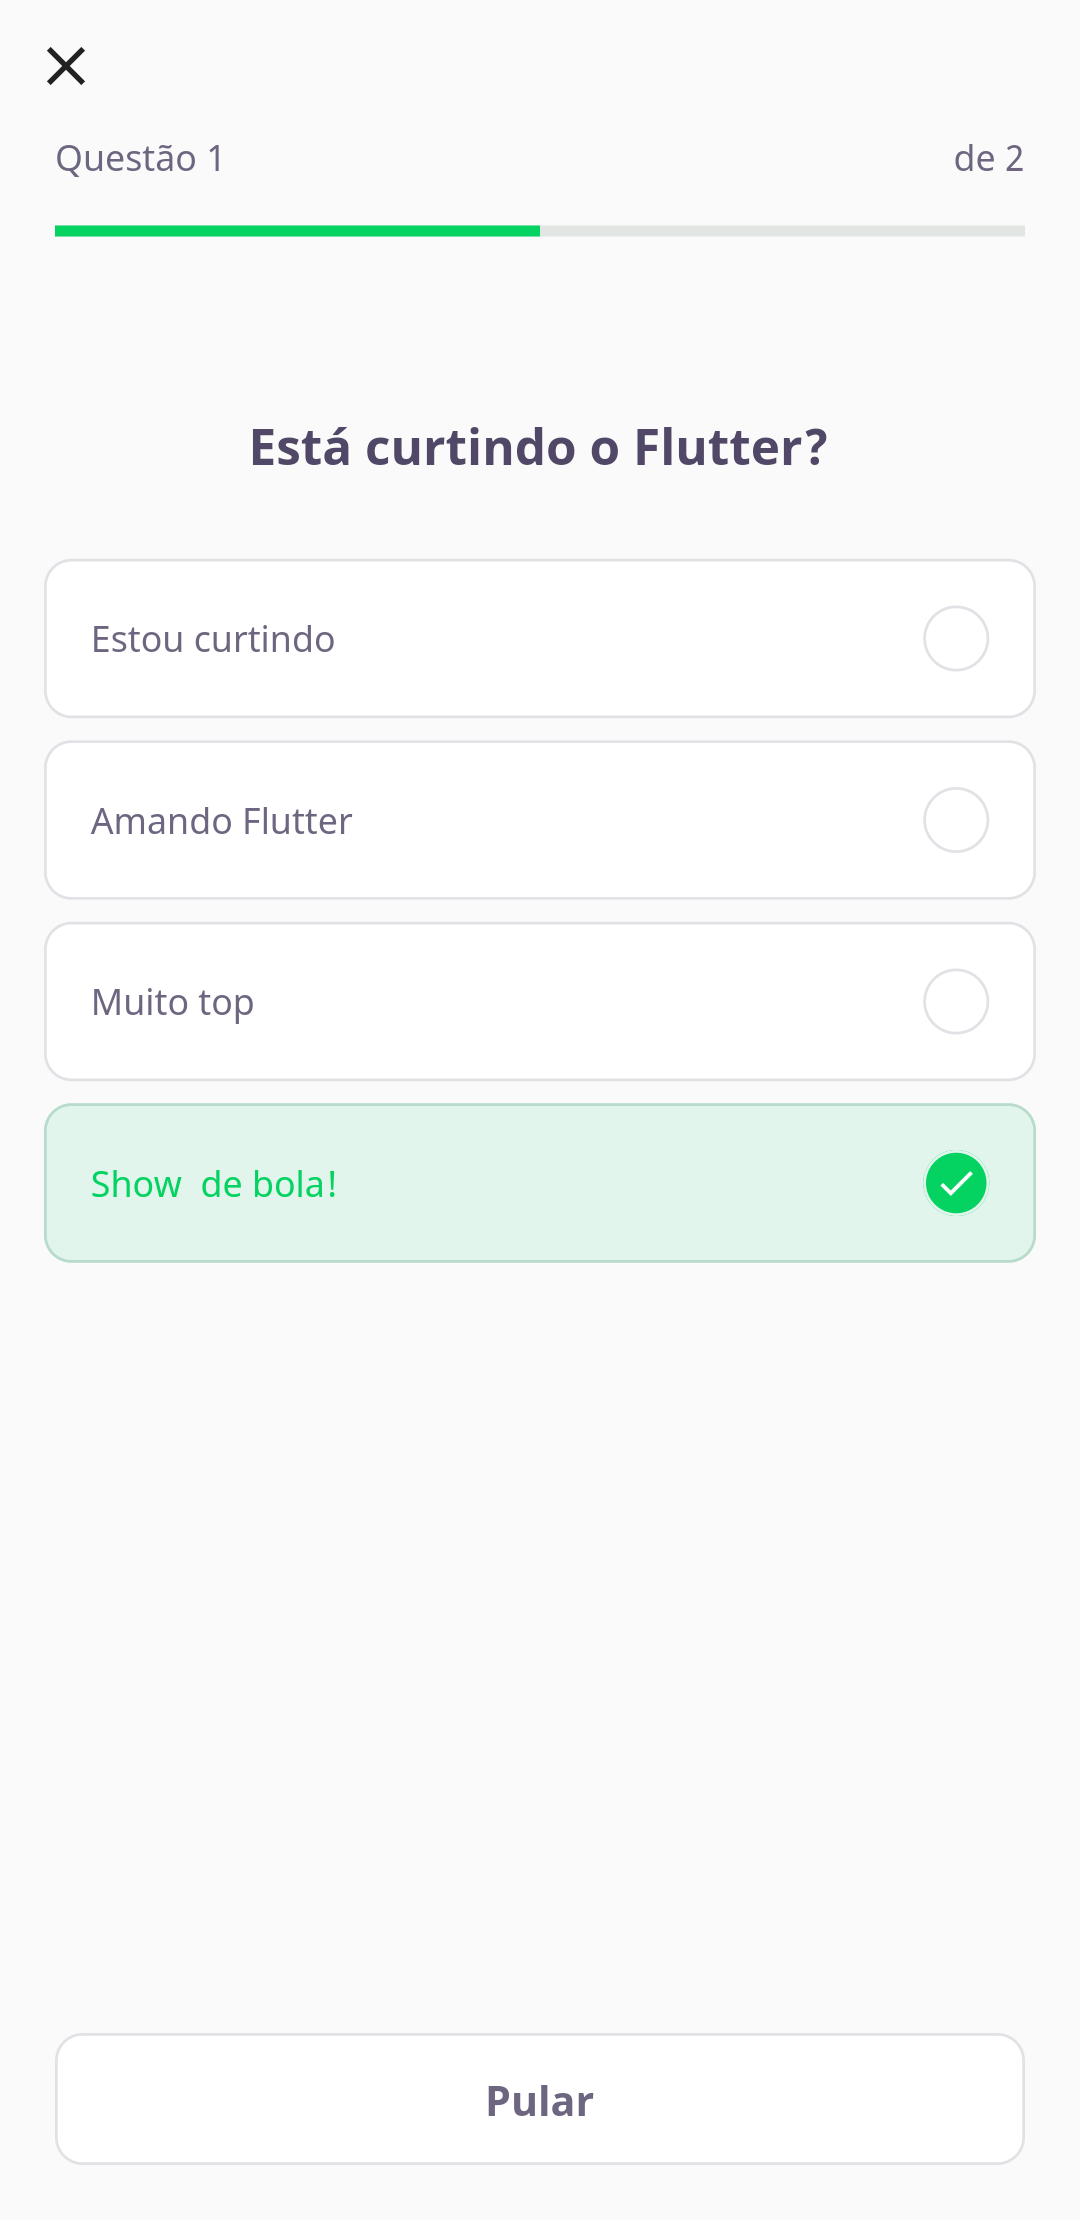 Questão 1 de 2
Está curtindo o Flutter?
Estou curtindo
Amando Flutter
Muito top
Show  de bola!
Pular